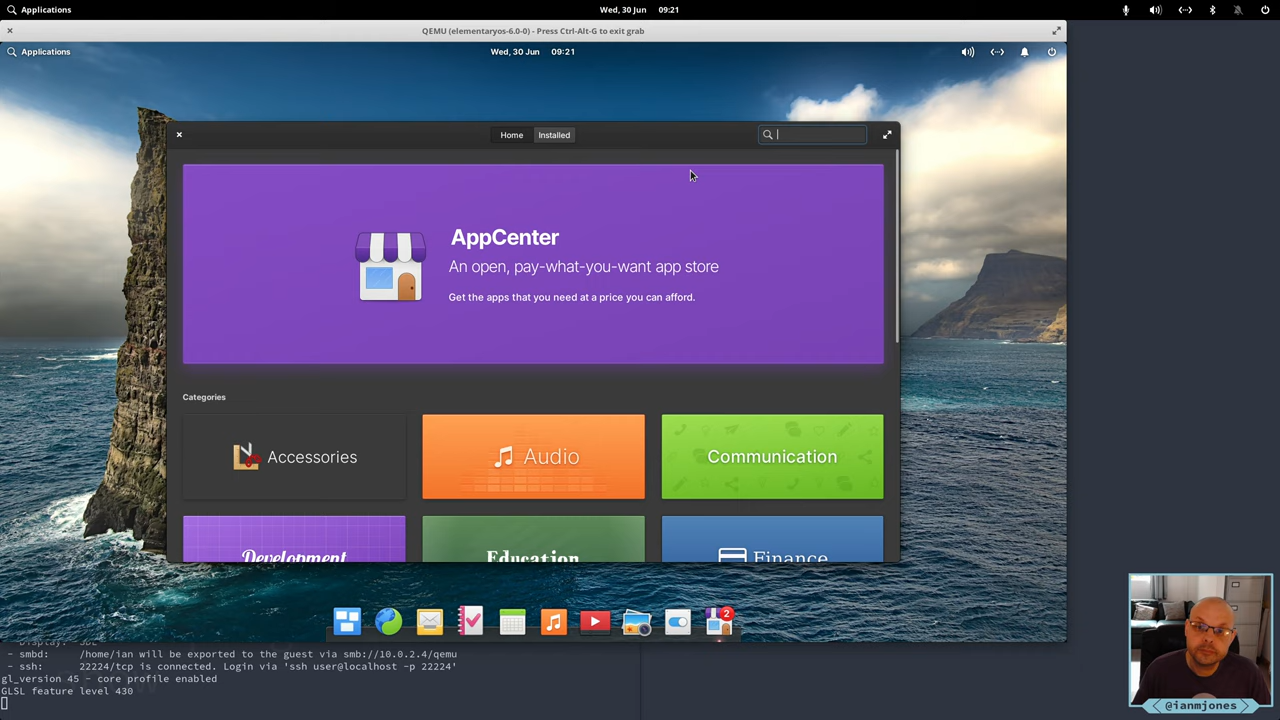 Applications
Wed, 30 Jun 09:21
QEMU (elementaryos-6.0-0) - Press Ctrl-Alt-G to exit grab
Applications
Wed, 30 Jun 09:21
Home
Installed
AppCenter
An open, pay-what-you-want app store
Get the apps that you need at a price you can afford.
Categories
Accessories
Audio
Communication
Development
Education
Finance
2
- smbd: /home/ian will be exported to the guest via smb://10.0.2.4/qemu
- ssh: 22224/tcp is connected. Login via 'ssh user@localhost -p 22224'
gl_version 45 - core profile enabled
GLSL feature level 430
@ianmjones